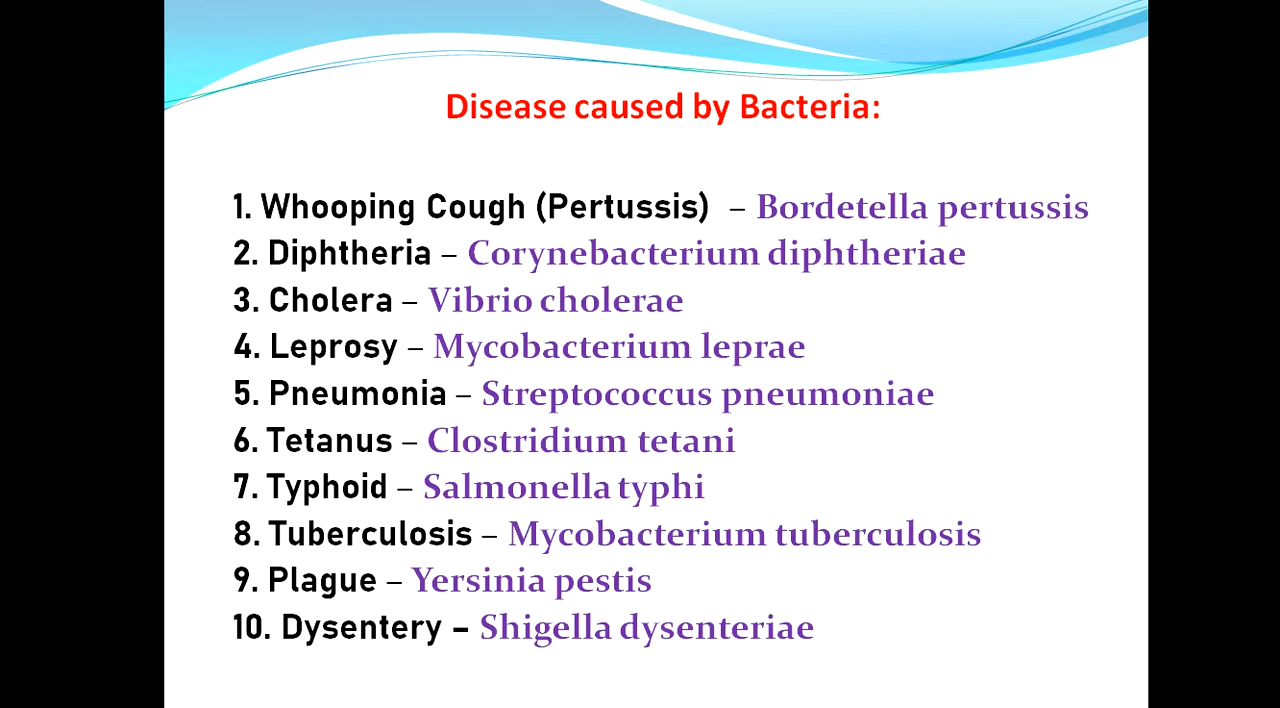 Disease caused by Bacteria:
1. Whooping Cough (Pertussis) – Bordetella pertussis
2. Diphtheria – Corynebacterium diphtheriae
3. Cholera – Vibrio cholerae
4. Leprosy – Mycobacterium leprae
5. Pneumonia – Streptococcus pneumoniae
6. Tetanus – Clostridium tetani
7. Typhoid – Salmonella typhi
8. Tuberculosis – Mycobacterium tuberculosis
9. Plague – Yersinia pestis
10. Dysentery – Shigella dysenteriae